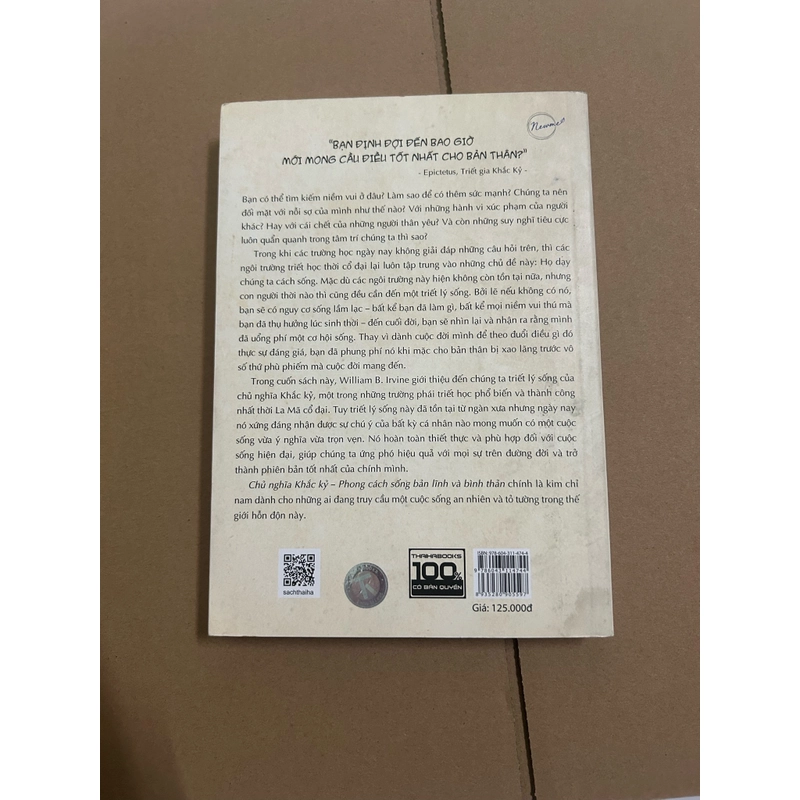 Newme
"BẠN ĐỊNH ĐỢI ĐẾN BAO GIỜ
MỚI MONG CẦU ĐIỀU TỐT NHẤT CHO BẢN THÂN?"
- Epictetus, Triết gia Khắc Kỷ -
Bạn có thể tìm kiếm niềm vui ở đâu? Làm sao để có thêm sức mạnh? Chúng ta nên
đối mặt với nỗi sợ của mình như thế nào? Với những hành vi xúc phạm của người
khác? Hay với cái chết của những người thân yêu? Và còn những suy nghĩ tiêu cực
luôn quẩn quanh trong tâm trí chúng ta thì sao?
Trong khi các trường học ngày nay không giải đáp những câu hỏi trên, thì các
ngôi trường triết học thời cổ đại lại luôn tập trung vào những chủ đề này: Họ dạy
chúng ta cách sống. Mặc dù các ngôi trường này hiện không còn tồn tại nữa, nhưng
con người thời nào thì cũng đều cần đến một triết lý sống. Bởi lẽ nếu không có nó,
bạn sẽ có nguy cơ sống lầm lạc – bất kể bạn đã làm gì, bất kể mọi niềm vui thú mà
bạn đã thụ hưởng lúc sinh thời – đến cuối đời, bạn sẽ nhìn lại và nhận ra rằng mình
đã uổng phí một cơ hội sống. Thay vì dành cuộc đời mình để theo đuổi điều gì đó
thực sự đáng giá, bạn đã phung phí nó khi mặc cho bản thân bị xao lãng trước vô
số thứ phù phiếm mà cuộc đời mang đến.
Trong cuốn sách này, William B. Irvine giới thiệu đến chúng ta triết lý sống của
chủ nghĩa Khắc kỷ, một trong những trường phái triết học phổ biến và thành công
nhất thời La Mã cổ đại. Tuy triết lý sống này đã tồn tại từ ngàn xưa nhưng ngày nay
nó xứng đáng nhận được sự chú ý của bất kỳ cá nhân nào mong muốn có một cuộc
sống vừa ý nghĩa vừa trọn vẹn. Nó hoàn toàn thiết thực và phù hợp đối với cuộc
sống hiện đại, giúp chúng ta ứng phó hiệu quả với mọi sự trên đường đời và trở
thành phiên bản tốt nhất của chính mình.
Chủ nghĩa Khắc kỷ – Phong cách sống bản lĩnh và bình thản chính là kim chỉ
nam dành cho những ai đang truy cầu một cuộc sống an nhiên và tỏ tường trong thế
giới hỗn độn này.
sachthaiha
THAIHABOOKS
100%
CÓ BẢN QUYỀN
ISBN: 978-604-311-474-4
9 786043 114744
8 935280 905597
Giá: 125.000đ